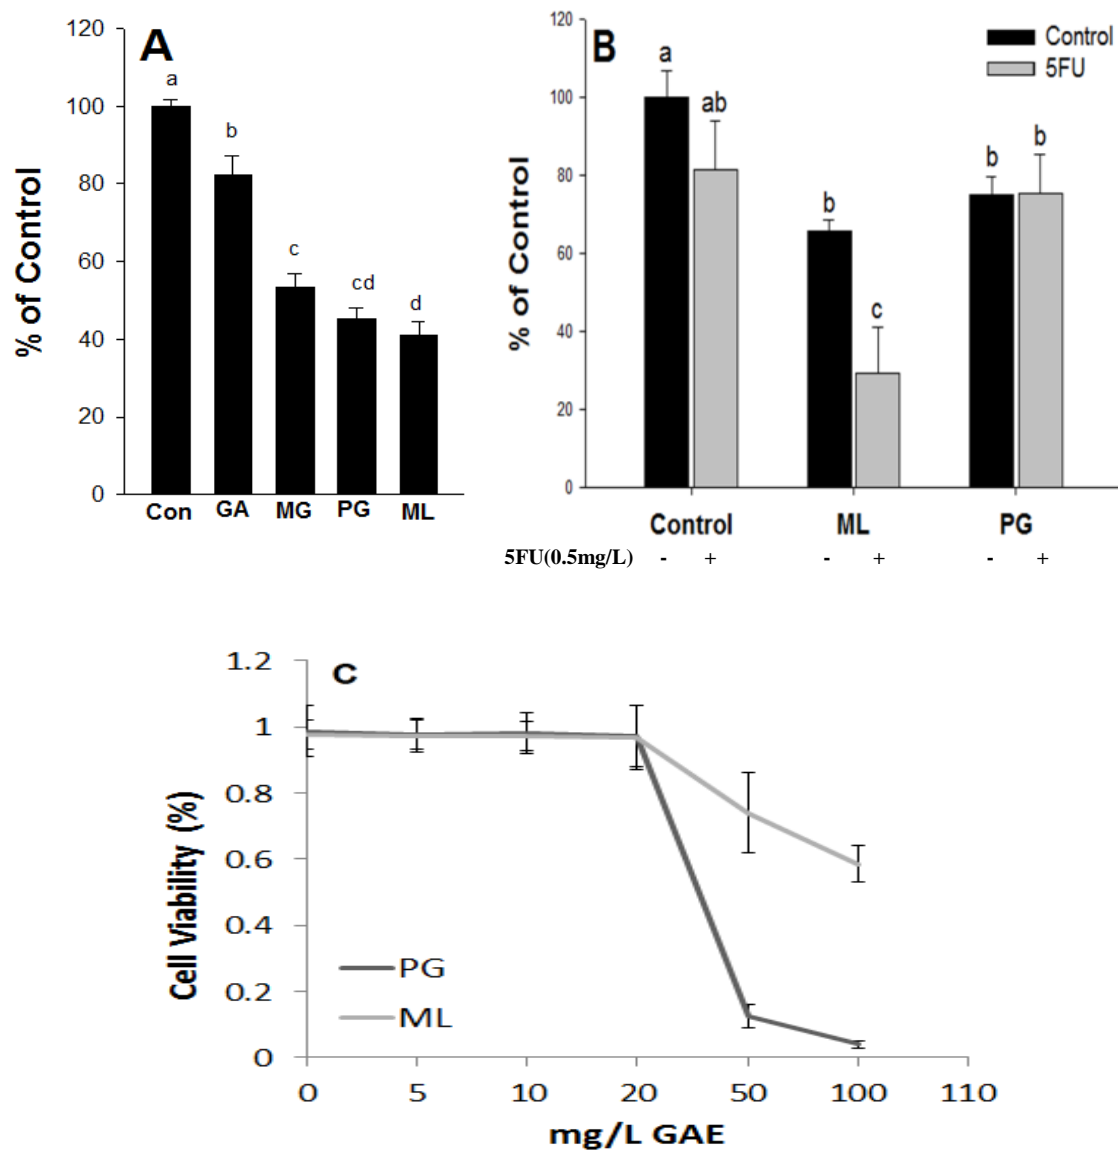 A
120
100
80
60
40
20
0
% of Control
a
b
c
cd
d
Con GA MG PG ML
B
120
100
80
60
40
20
0
% of Control
Control
5FU
a
ab
b
c
b
b
Control ML PG
5FU(0.5mg/L) - + - + - +
C
1.2
1
0.8
0.6
0.4
0.2
0
Cell Viability (%)
PG
ML
0 5 10 20 50 100 110
mg/L GAE